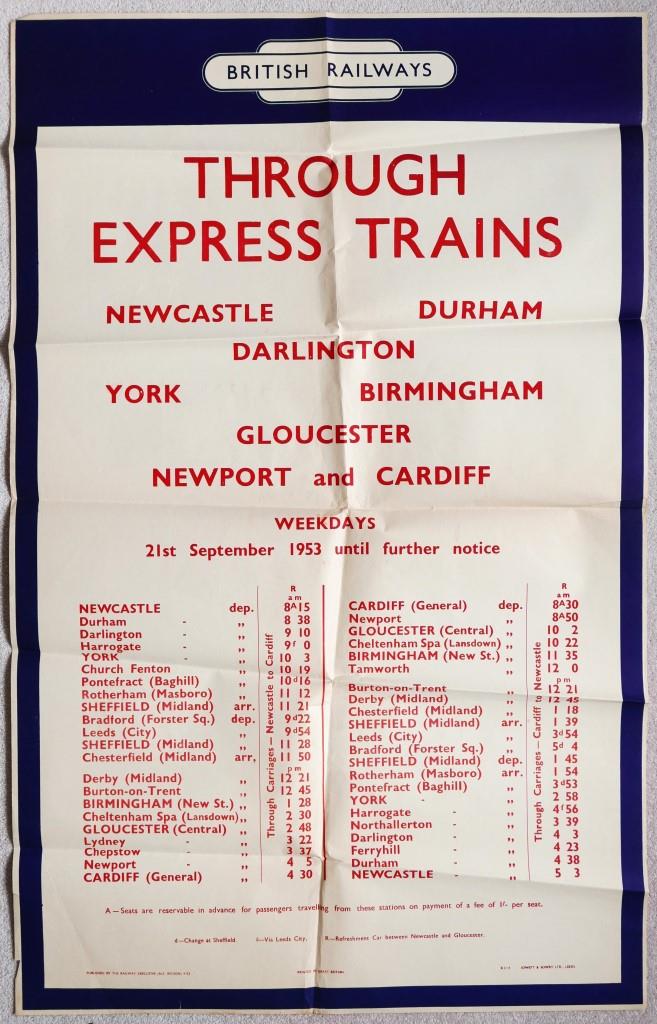 BRITISH RAILWAYS
THROUGH
EXPRESS TRAINS
NEWCASTLE DURHAM
DARLINGTON
YORK BIRMINGHAM
GLOUCESTER
NEWPORT and CARDIFF
WEEKDAYS
21st September 1953 until further notice
R
am
NEWCASTLE dep. 8A15
Durham - ,, 8 38
Darlington - ,, 9 10
Harrogate - ,, 9f 0
YORK - ,, 10 3
Church Fenton ,, 10 19
Pontefract (Baghill) ,, 10d16
Rotherham (Masboro) ,, 11 12
SHEFFIELD (Midland) arr. 11 21
Bradford (Forster Sq.) dep. 9d22
Leeds (City) ,, 9d54
SHEFFIELD (Midland) ,, 11 28
Chesterfield (Midland) arr. 11 50
pm
Derby (Midland) ,, 12 21
Burton-on-Trent ,, 12 45
BIRMINGHAM (New St.) ,, 1 28
Cheltenham Spa (Lansdown) ,, 2 30
GLOUCESTER (Central) ,, 2 48
Lydney - ,, 3 22
Chepstow - ,, 3 37
Newport - ,, 4 5
CARDIFF (General) ,, 4 30
Through Carriages—Newcastle to Cardiff
R
am
CARDIFF (General) dep. 8A30
Newport ,, 8A50
GLOUCESTER (Central) ,, 10 2
Cheltenham Spa (Lansdown) ,, 10 22
BIRMINGHAM (New St.) ,, 11 35
Tamworth ,, 12 0
pm
Burton-on-Trent ,, 12 21
Derby (Midland) ,, 12 45
Chesterfield (Midland) ,, 1 18
SHEFFIELD (Midland) arr. 1 39
Leeds (City) ,, 3d54
Bradford (Forster Sq.) ,, 5d 4
SHEFFIELD (Midland) dep. 1 45
Rotherham (Masboro) arr. 1 54
Pontefract (Baghill) ,, 3d53
YORK - ,, 2 58
Harrogate - ,, 4f56
Northallerton - ,, 3 39
Darlington - ,, 4 3
Ferryhill - ,, 4 23
Durham - ,, 4 38
NEWCASTLE - ,, 5 3
Through Carriages—Cardiff to Newcastle
A—Seats are reservable in advance for passengers travelling from these stations on payment of a fee of 1/- per seat.
d—Change at Sheffield. f—Via Leeds City. R—Refreshment Car between Newcastle and Gloucester.
PUBLISHED BY THE RAILWAY EXECUTIVE (N.E. REGION)
PRINTED IN GREAT BRITAIN